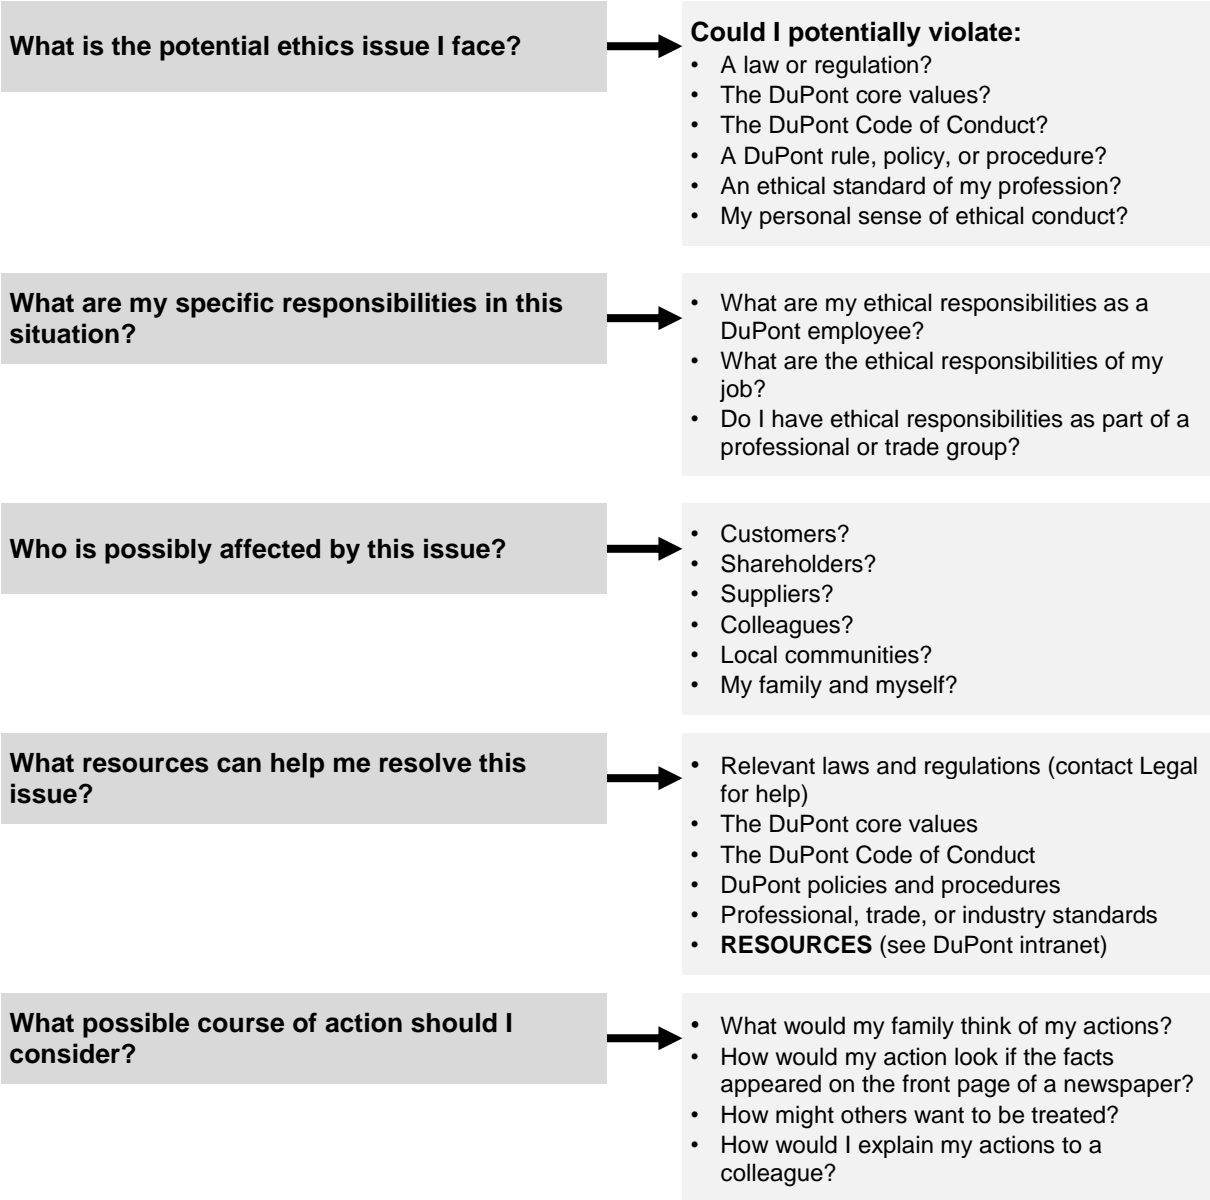 What is the potential ethics issue I face?
Could I potentially violate:
• A law or regulation?
• The DuPont core values?
• The DuPont Code of Conduct?
• A DuPont rule, policy, or procedure?
• An ethical standard of my profession?
• My personal sense of ethical conduct?
What are my specific responsibilities in this
situation?
• What are my ethical responsibilities as a
DuPont employee?
• What are the ethical responsibilities of my
job?
• Do I have ethical responsibilities as part of a
professional or trade group?
Who is possibly affected by this issue?
• Customers?
• Shareholders?
• Suppliers?
• Colleagues?
• Local communities?
• My family and myself?
What resources can help me resolve this
issue?
• Relevant laws and regulations (contact Legal
for help)
• The DuPont core values
• The DuPont Code of Conduct
• DuPont policies and procedures
• Professional, trade, or industry standards
• RESOURCES (see DuPont intranet)
What possible course of action should I
consider?
• What would my family think of my actions?
• How would my action look if the facts
appeared on the front page of a newspaper?
• How might others want to be treated?
• How would I explain my actions to a
colleague?